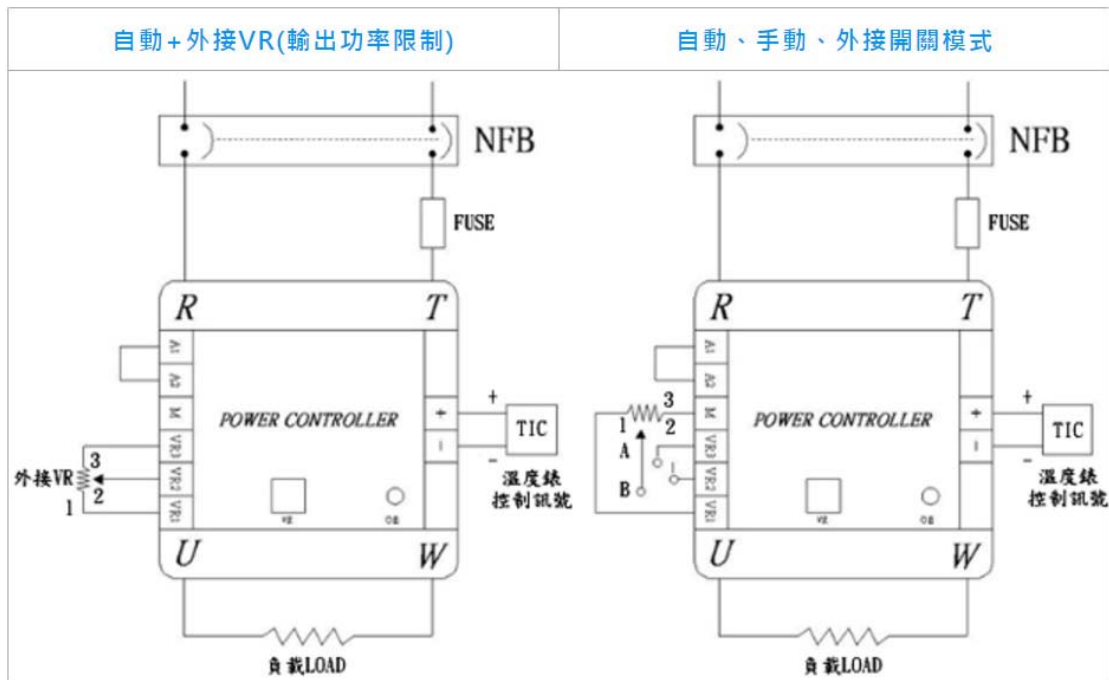 自動+外接VR(輸出功率限制)
自動、手動、外接開關模式
NFB
FUSE
R
T
A1
A2
M
VR3
VR2
VR1
POWER CONTROLLER
+
−
+
-
TIC
溫度錶
控制訊號
外接VR
3
2
1
VR
U
W
負載LOAD
NFB
FUSE
R
T
A1
A2
M
VR3
VR2
VR1
POWER CONTROLLER
+
−
+
-
TIC
溫度錶
控制訊號
3
1
2
A
B
VR
U
W
負載LOAD